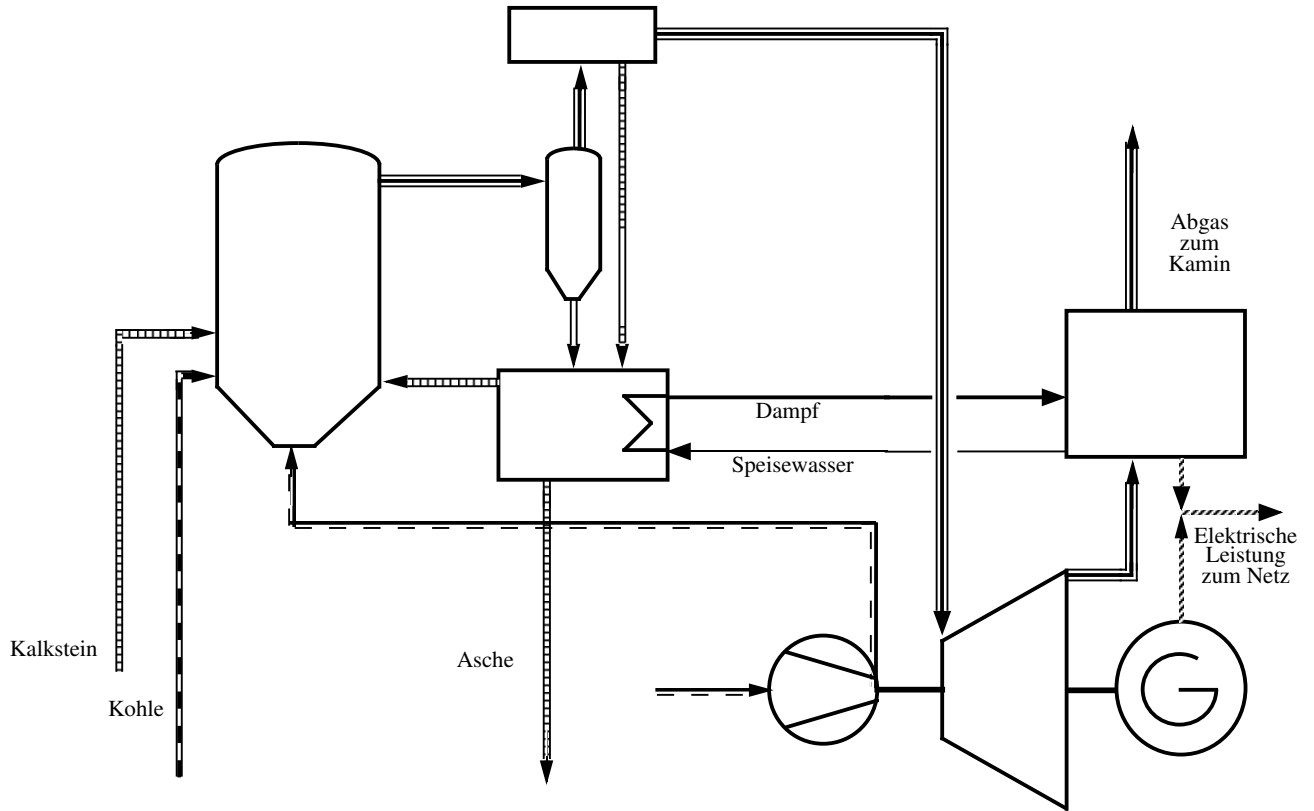 Abgas
zum
Kamin
Dampf
Speisewasser
Elektrische
Leistung
zum Netz
Kalkstein
Asche
Kohle
G